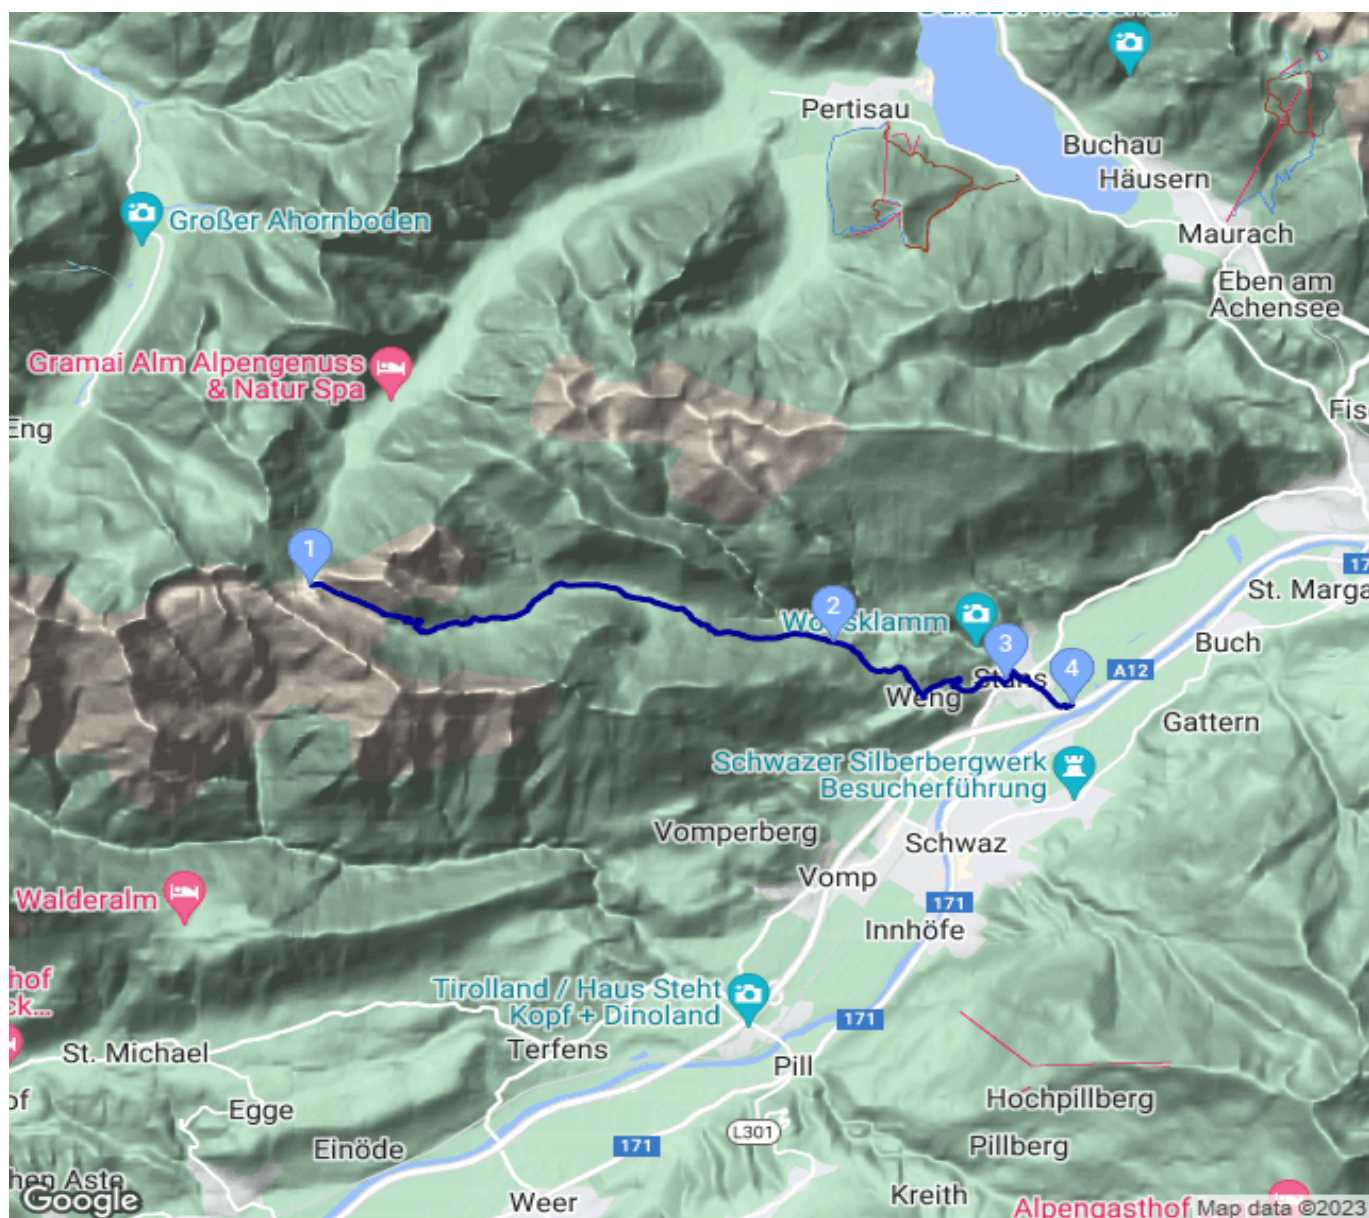 Pertisau
Buchau
Häusern
Großer Ahornboden
Maurach
Eben am
Achensee
Gramai Alm Alpengenuss
& Natur Spa
Eng
1
2
3
4
Stans
Weng
A12
St. Marga
Buch
Gattern
Schwazer Silberbergwerk
Besucherführung
Vomperberg
Schwaz
Vomp
Walderalm
171
Innhöfe
Tirolland / Haus Steht
Kopf + Dinoland
171
Terfens
St. Michael
Pill
Egge
Hochpillberg
L301
Einöde
171
Pillberg
Weer
Kreith
Alpengasthof
Google
Map data ©2023